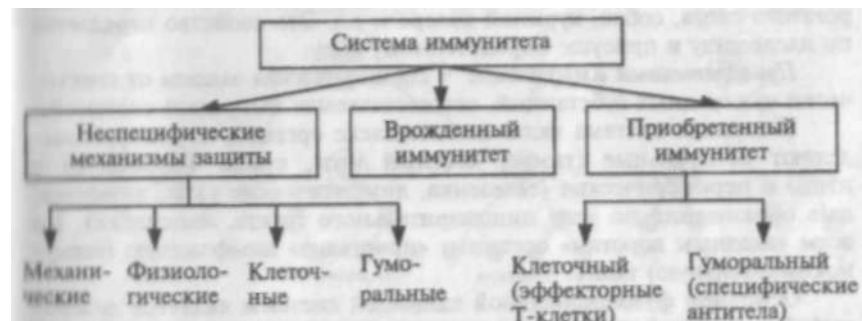 Система иммунитета
Неспецифические
механизмы защиты
Врожденный
иммунитет
Приобретенный
иммунитет
Механи-
ческие
Физиоло-
гические
Клеточ-
ные
Гумо-
ральные
Клеточный
(эффекторные
Т-клетки)
Гуморальный
(специфические
антитела)